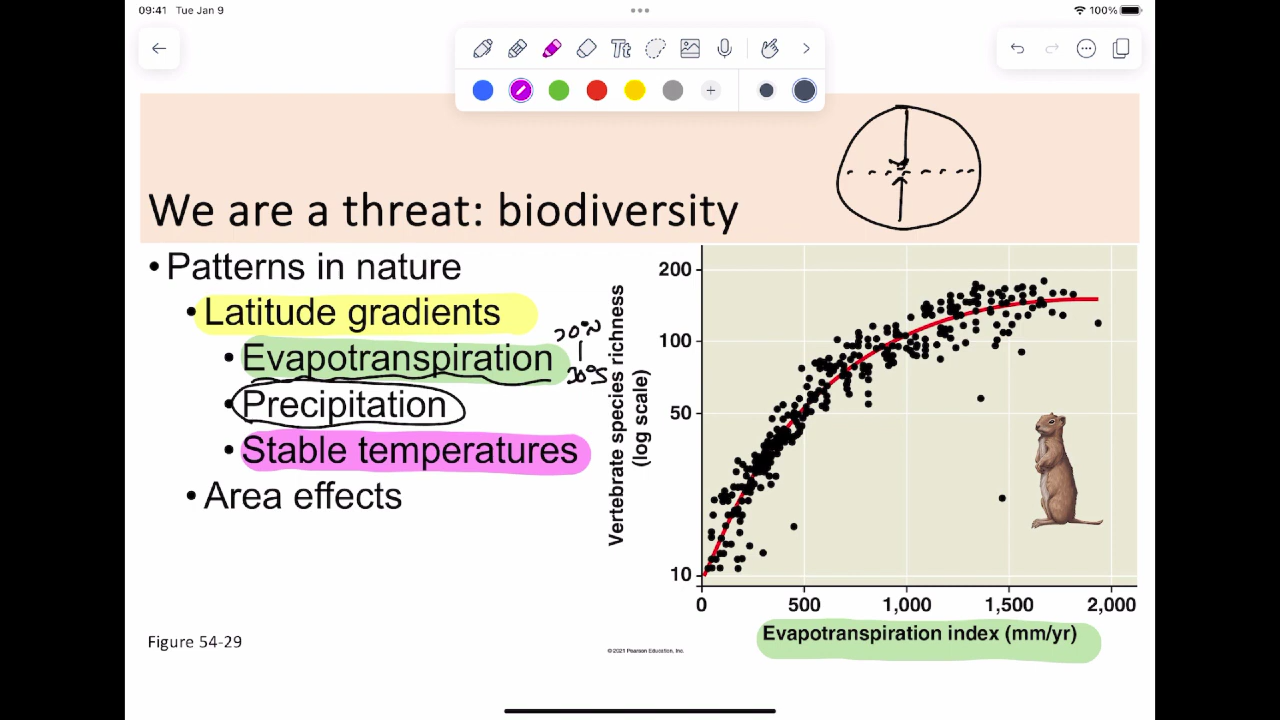 09:41 Tue Jan 9
100%
Tt
We are a threat: biodiversity
• Patterns in nature
• Latitude gradients
• Evapotranspiration
• Precipitation
• Stable temperatures
• Area effects
Figure 54-29
Vertebrate species richness
(log scale)
200
100
50
10
0 500 1,000 1,500 2,000
Evapotranspiration index (mm/yr)
©2021 Pearson Education, Inc.